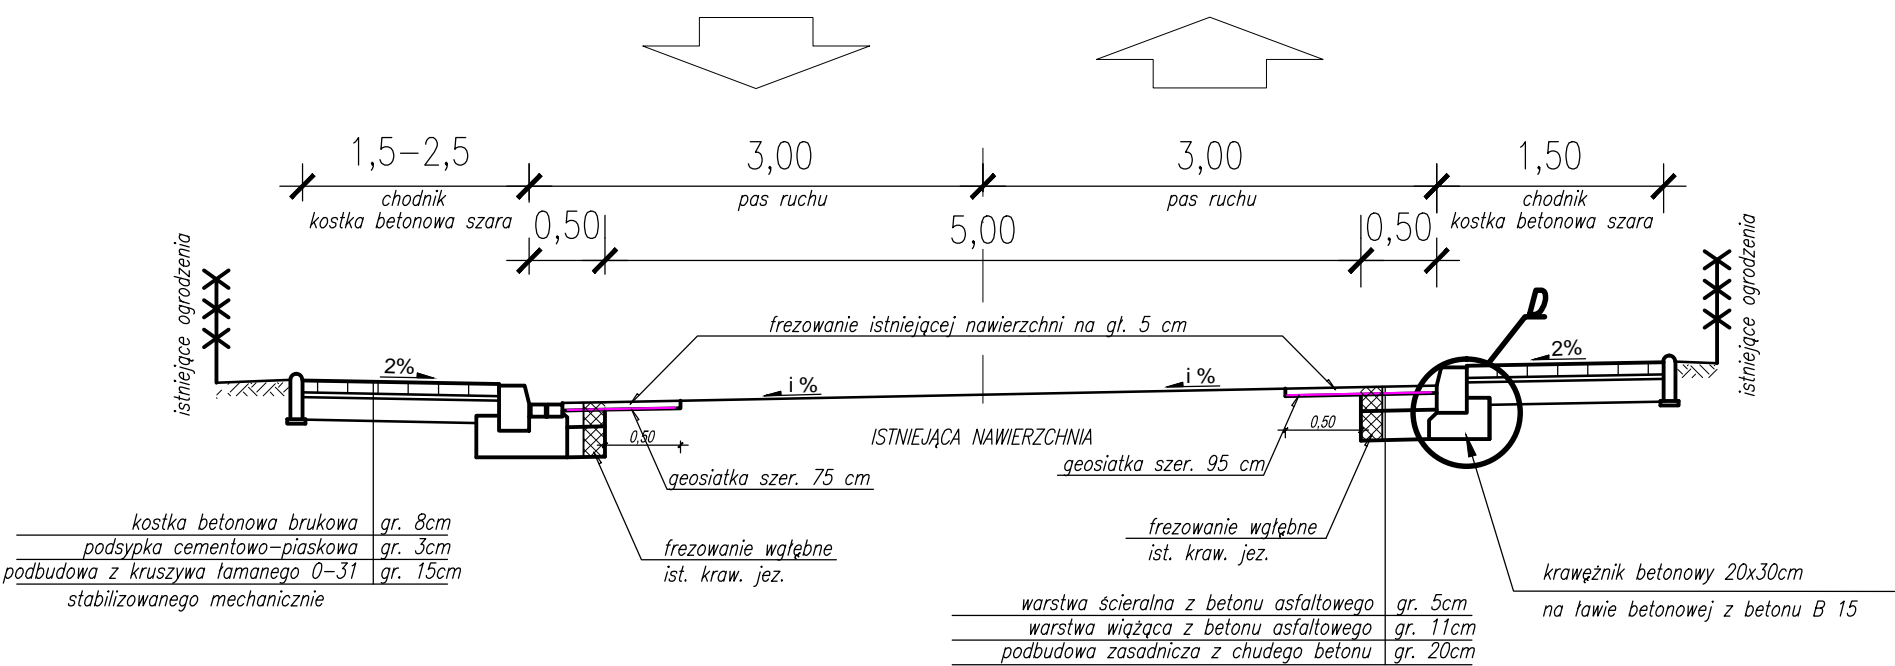 1,5-2,5
3,00
3,00
1,50
chodnik
kostka betonowa szara
pas ruchu
pas ruchu
chodnik
kostka betonowa szara
0,50
5,00
0,50
istniejące ogrodzenia
istniejące ogrodzenia
D
frezowanie istniejącej nawierzchni na gł. 5 cm
2%
i %
i %
2%
0,50
ISTNIEJĄCA NAWIERZCHNIA
0,50
geosiatka szer. 75 cm
geosiatka szer. 95 cm
kostka betonowa brukowa gr. 8cm
podsypka cementowo-piaskowa gr. 3cm
podbudowa z kruszywa łamanego 0-31 gr. 15cm
stabilizowanego mechanicznie
frezowanie wgłębne
ist. kraw. jez.
frezowanie wgłębne
ist. kraw. jez.
krawężnik betonowy 20x30cm
na ławie betonowej z betonu B 15
warstwa ścieralna z betonu asfaltowego gr. 5cm
warstwa wiążąca z betonu asfaltowego gr. 11cm
podbudowa zasadnicza z chudego betonu gr. 20cm